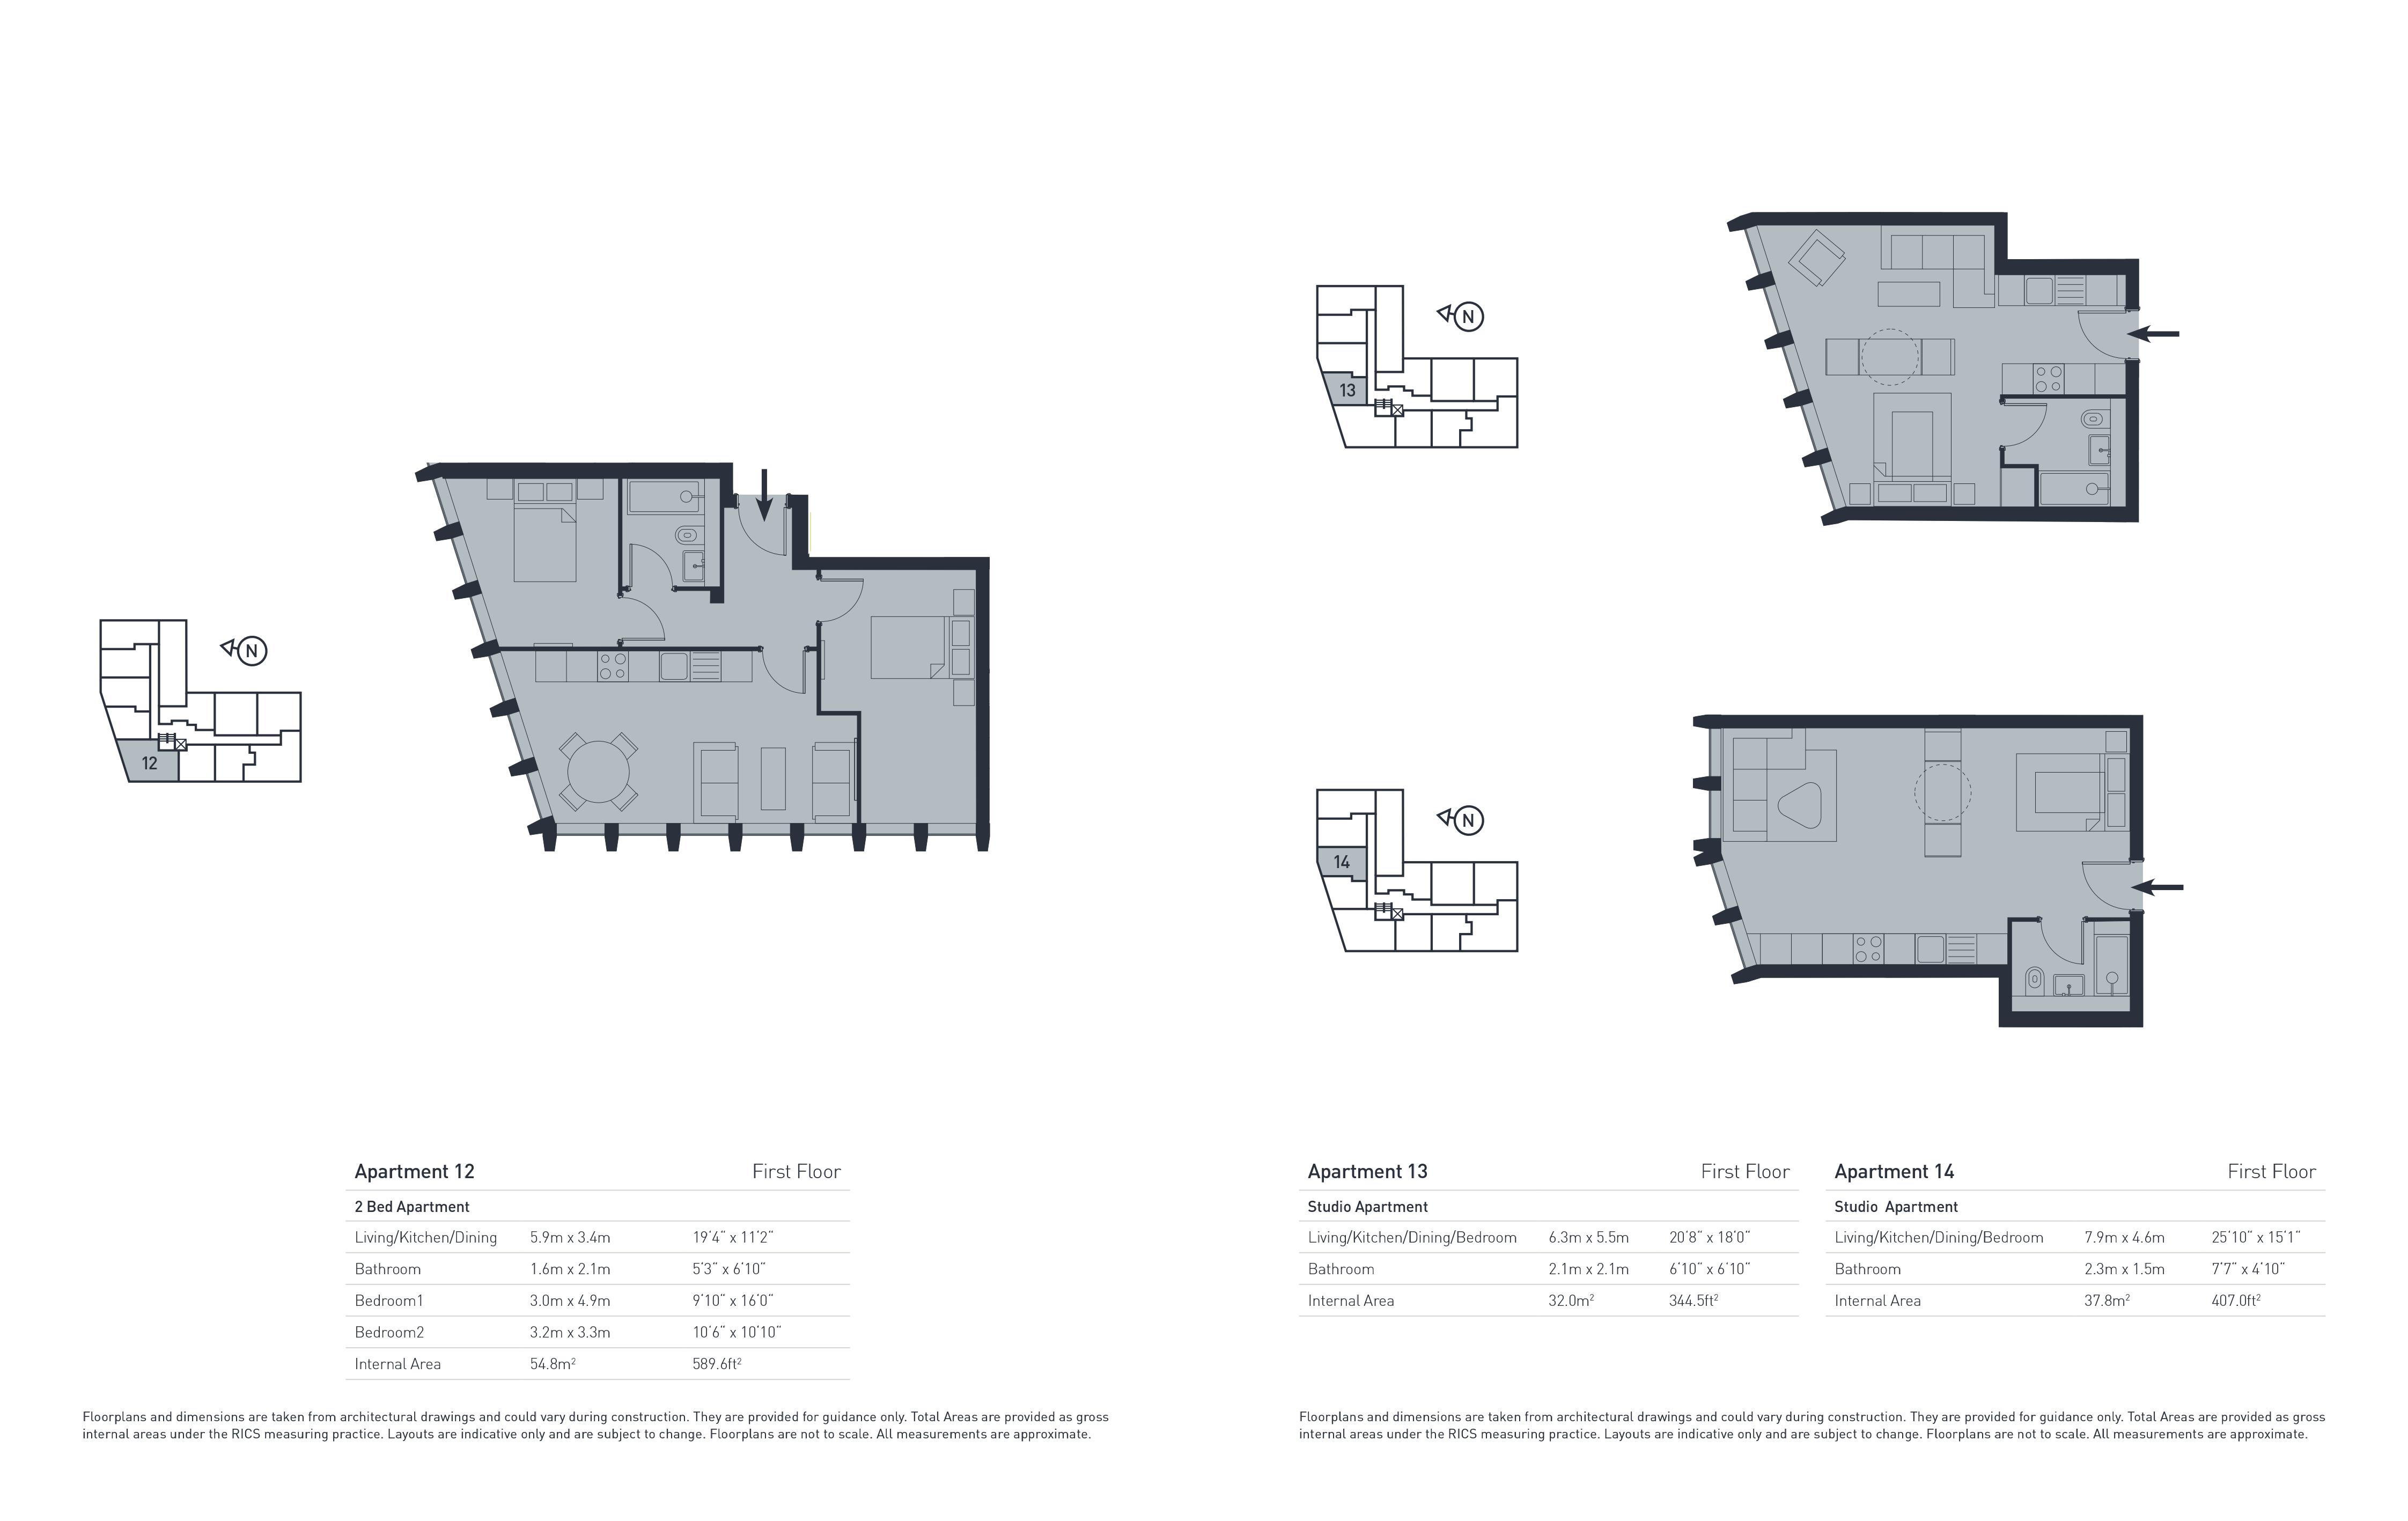 N
12
N
13
N
14
Apartment 12 First Floor
2 Bed Apartment
Living/Kitchen/Dining 5.9m x 3.4m 19'4" x 11'2"
Bathroom 1.6m x 2.1m 5'3" x 6'10"
Bedroom1 3.0m x 4.9m 9'10" x 16'0"
Bedroom2 3.2m x 3.3m 10'6" x 10'10"
Internal Area 54.8m² 589.6ft²
Floorplans and dimensions are taken from architectural drawings and could vary during construction. They are provided for guidance only. Total Areas are provided as gross
internal areas under the RICS measuring practice. Layouts are indicative only and are subject to change. Floorplans are not to scale. All measurements are approximate.
Apartment 13 First Floor
Studio Apartment
Living/Kitchen/Dining/Bedroom 6.3m x 5.5m 20'8" x 18'0"
Bathroom 2.1m x 2.1m 6'10" x 6'10"
Internal Area 32.0m² 344.5ft²
Apartment 14 First Floor
Studio Apartment
Living/Kitchen/Dining/Bedroom 7.9m x 4.6m 25'10" x 15'1"
Bathroom 2.3m x 1.5m 7'7" x 4'10"
Internal Area 37.8m² 407.0ft²
Floorplans and dimensions are taken from architectural drawings and could vary during construction. They are provided for guidance only. Total Areas are provided as gross
internal areas under the RICS measuring practice. Layouts are indicative only and are subject to change. Floorplans are not to scale. All measurements are approximate.